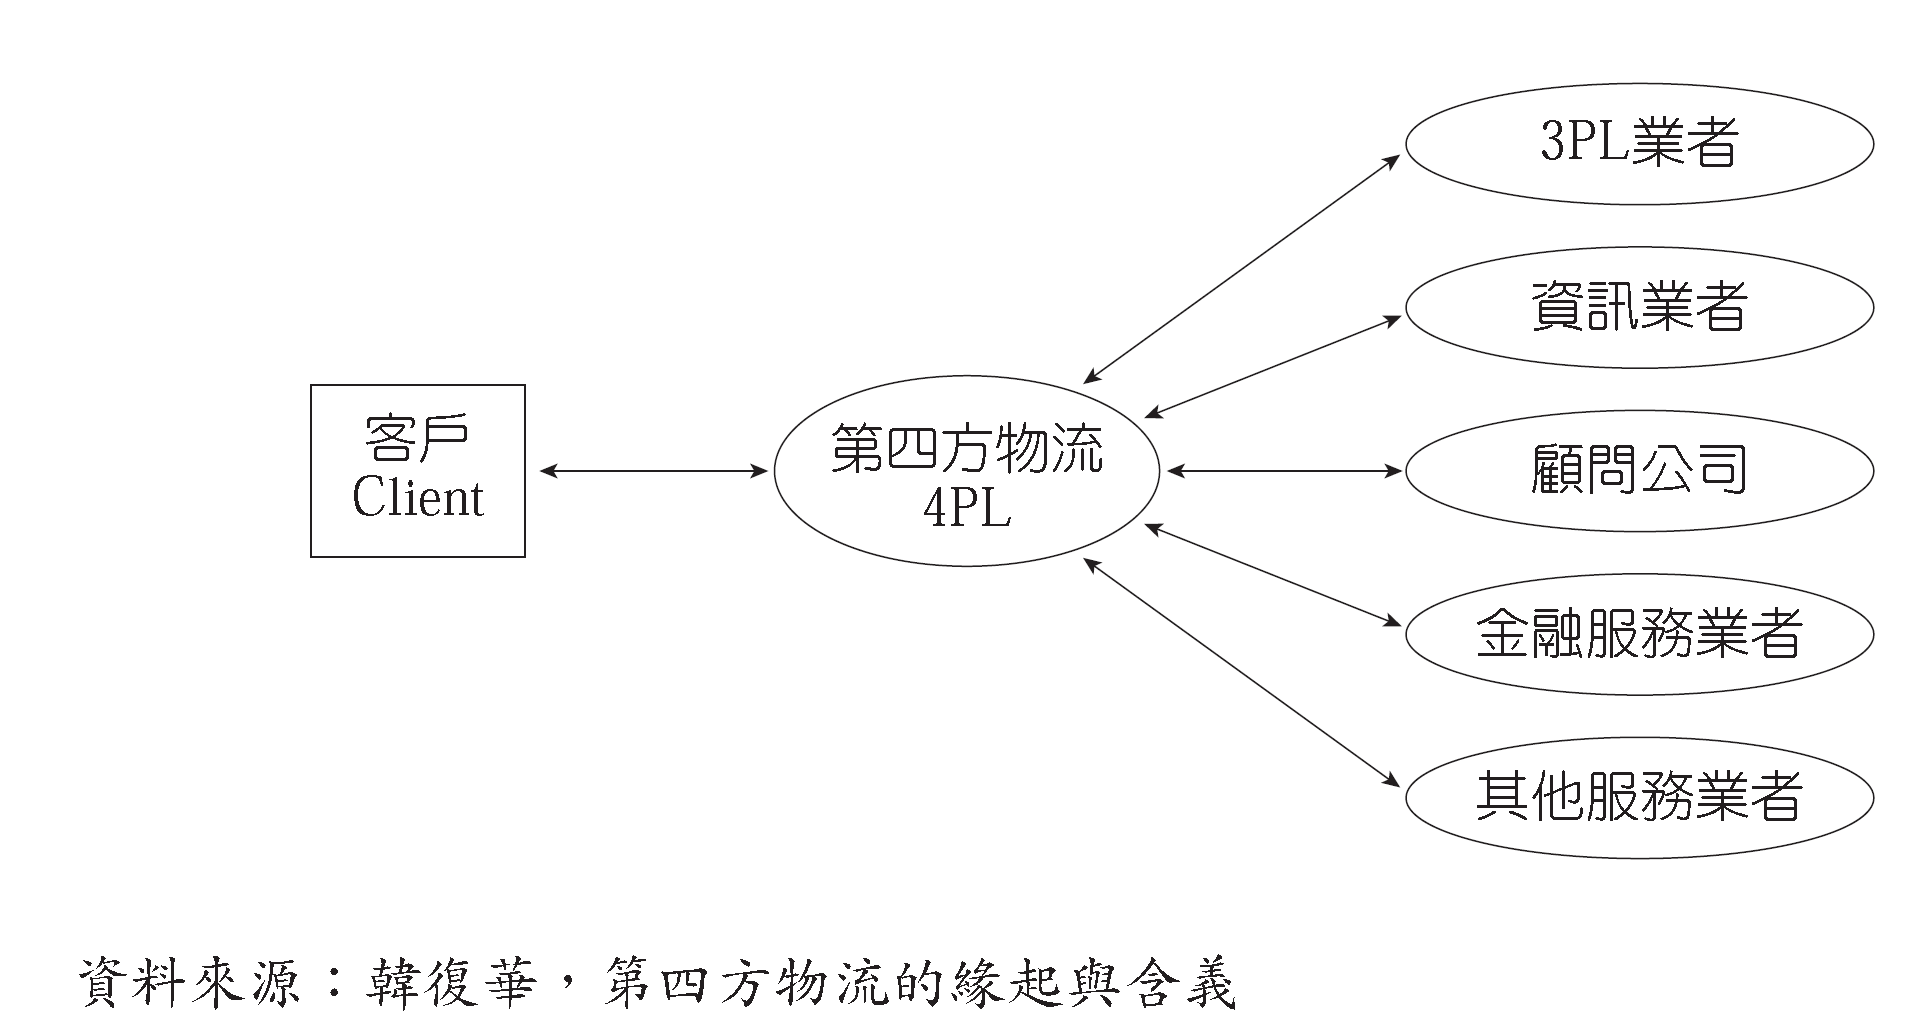 3PL業者
資訊業者
客戶
Client
第四方物流
4PL
顧問公司
金融服務業者
其他服務業者
資料來源：韓復華，第四方物流的緣起與含義